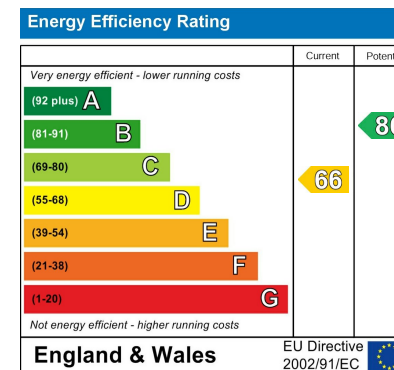 Energy Efficiency Rating
Current
Very energy efficient - lower running costs
(92 plus) A
(81-91) B
(69-80) C
(55-68) D
(39-54) E
(21-38) F
(1-20) G
66
Not energy efficient - higher running costs
England & Wales
EU Directive
2002/91/EC